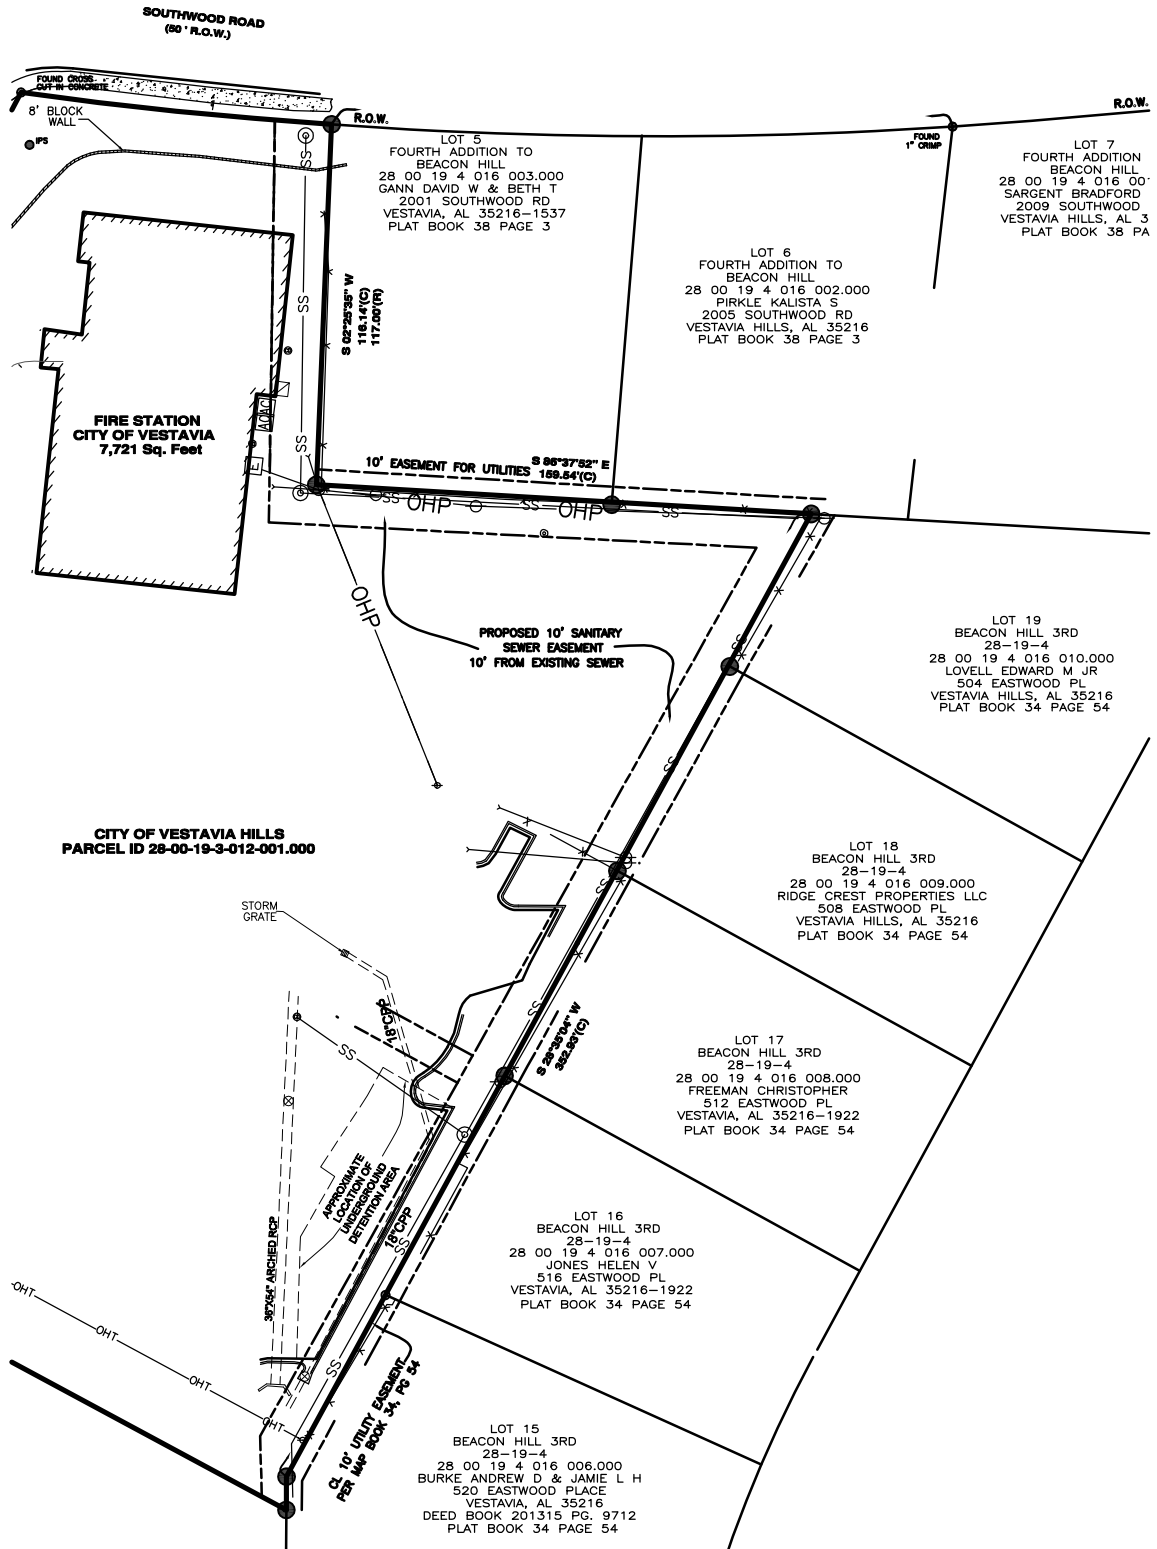 SOUTHWOOD ROAD
(50 ' R.O.W.)
FOUND CROSS
CUT IN CONCRETE
8' BLOCK
WALL
IPS
R.O.W.
R.O.W.
FOUND
1" CRIMP
LOT 5
FOURTH ADDITION TO
BEACON HILL
28 00 19 4 016 003.000
GANN DAVID W & BETH T
2001 SOUTHWOOD RD
VESTAVIA, AL 35216-1537
PLAT BOOK 38 PAGE 3
LOT 6
FOURTH ADDITION TO
BEACON HILL
28 00 19 4 016 002.000
PIRKLE KALISTA S
2005 SOUTHWOOD RD
VESTAVIA HILLS, AL 35216
PLAT BOOK 38 PAGE 3
LOT 7
FOURTH ADDITION
BEACON HILL
28 00 19 4 016 00
SARGENT BRADFORD
2009 SOUTHWOOD
VESTAVIA HILLS, AL 3
PLAT BOOK 38 PA
SS
SS
SS
S 02°25'35" W
118.14'(C)
117.00'(R)
FIRE STATION
CITY OF VESTAVIA
7,721 Sq. Feet
AC
AC
E
10' EASEMENT FOR UTILITIES
S 86°37'52" E
159.54'(C)
SS
OHP
SS
OHP
SS
OHP
PROPOSED 10' SANITARY
SEWER EASEMENT
10' FROM EXISTING SEWER
SS
SS
SS
SS
LOT 19
BEACON HILL 3RD
28-19-4
28 00 19 4 016 010.000
LOVELL EDWARD M JR
504 EASTWOOD PL
VESTAVIA HILLS, AL 35216
PLAT BOOK 34 PAGE 54
CITY OF VESTAVIA HILLS
PARCEL ID 28-00-19-3-012-001.000
LOT 18
BEACON HILL 3RD
28-19-4
28 00 19 4 016 009.000
RIDGE CREST PROPERTIES LLC
508 EASTWOOD PL
VESTAVIA HILLS, AL 35216
PLAT BOOK 34 PAGE 54
STORM
GRATE
18"CPP
SS
S 28°35'04" W
352.93'(C)
LOT 17
BEACON HILL 3RD
28-19-4
28 00 19 4 016 008.000
FREEMAN CHRISTOPHER
512 EASTWOOD PL
VESTAVIA, AL 35216-1922
PLAT BOOK 34 PAGE 54
APPROXIMATE
LOCATION OF
UNDERGROUND
DETENTION AREA
18"CPP
SS
36"X54" ARCHED RCP
LOT 16
BEACON HILL 3RD
28-19-4
28 00 19 4 016 007.000
JONES HELEN V
516 EASTWOOD PL
VESTAVIA, AL 35216-1922
PLAT BOOK 34 PAGE 54
OHT
OHT
OHT
OHT
SS
CL 10' UTILITY EASEMENT
PER MAP BOOK 34, PG 54
LOT 15
BEACON HILL 3RD
28-19-4
28 00 19 4 016 006.000
BURKE ANDREW D & JAMIE L H
520 EASTWOOD PLACE
VESTAVIA, AL 35216
DEED BOOK 201315 PG. 9712
PLAT BOOK 34 PAGE 54